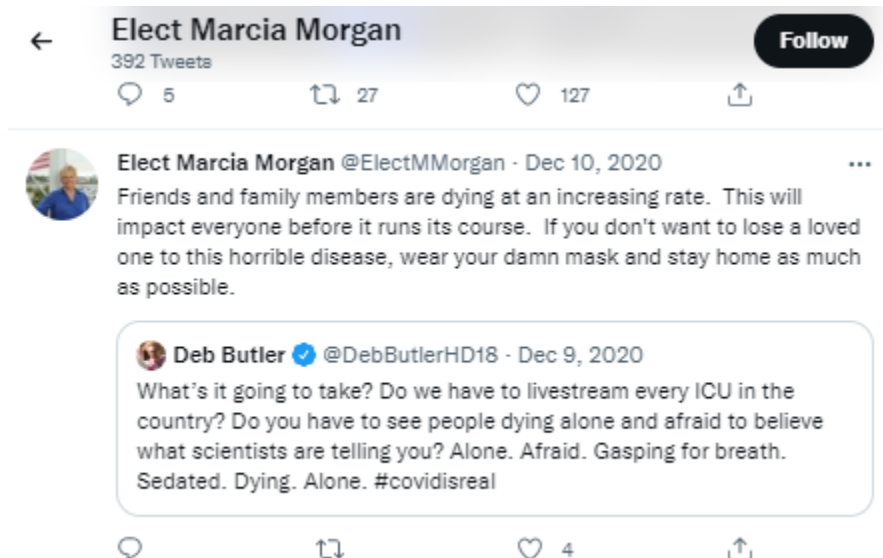 Elect Marcia Morgan
392 Tweets
Follow
5 27 127
Elect Marcia Morgan @ElectMMorgan · Dec 10, 2020
Friends and family members are dying at an increasing rate.  This will
impact everyone before it runs its course.  If you don't want to lose a loved
one to this horrible disease, wear your damn mask and stay home as much
as possible.
Deb Butler @DebButlerHD18 · Dec 9, 2020
What's it going to take? Do we have to livestream every ICU in the
country? Do you have to see people dying alone and afraid to believe
what scientists are telling you? Alone. Afraid. Gasping for breath.
Sedated. Dying. Alone. #covidisreal
4